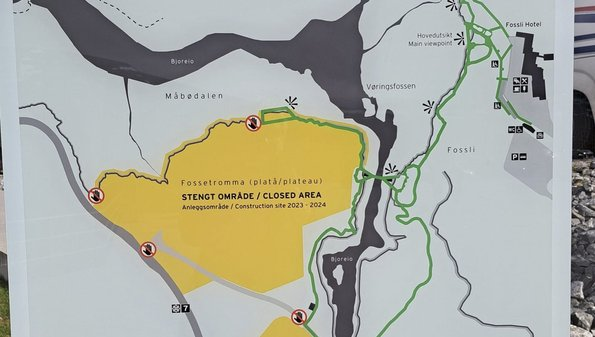 Fossli Hotel
Hovedutsikt
Main viewpoint
Bjoreio
Måbødalen
Vøringsfossen
Fossli
Fossetromma (platå/plateau)
STENGT OMRÅDE / CLOSED AREA
Anleggsområde / Construction site 2023 - 2024
Bjoreio
P
7